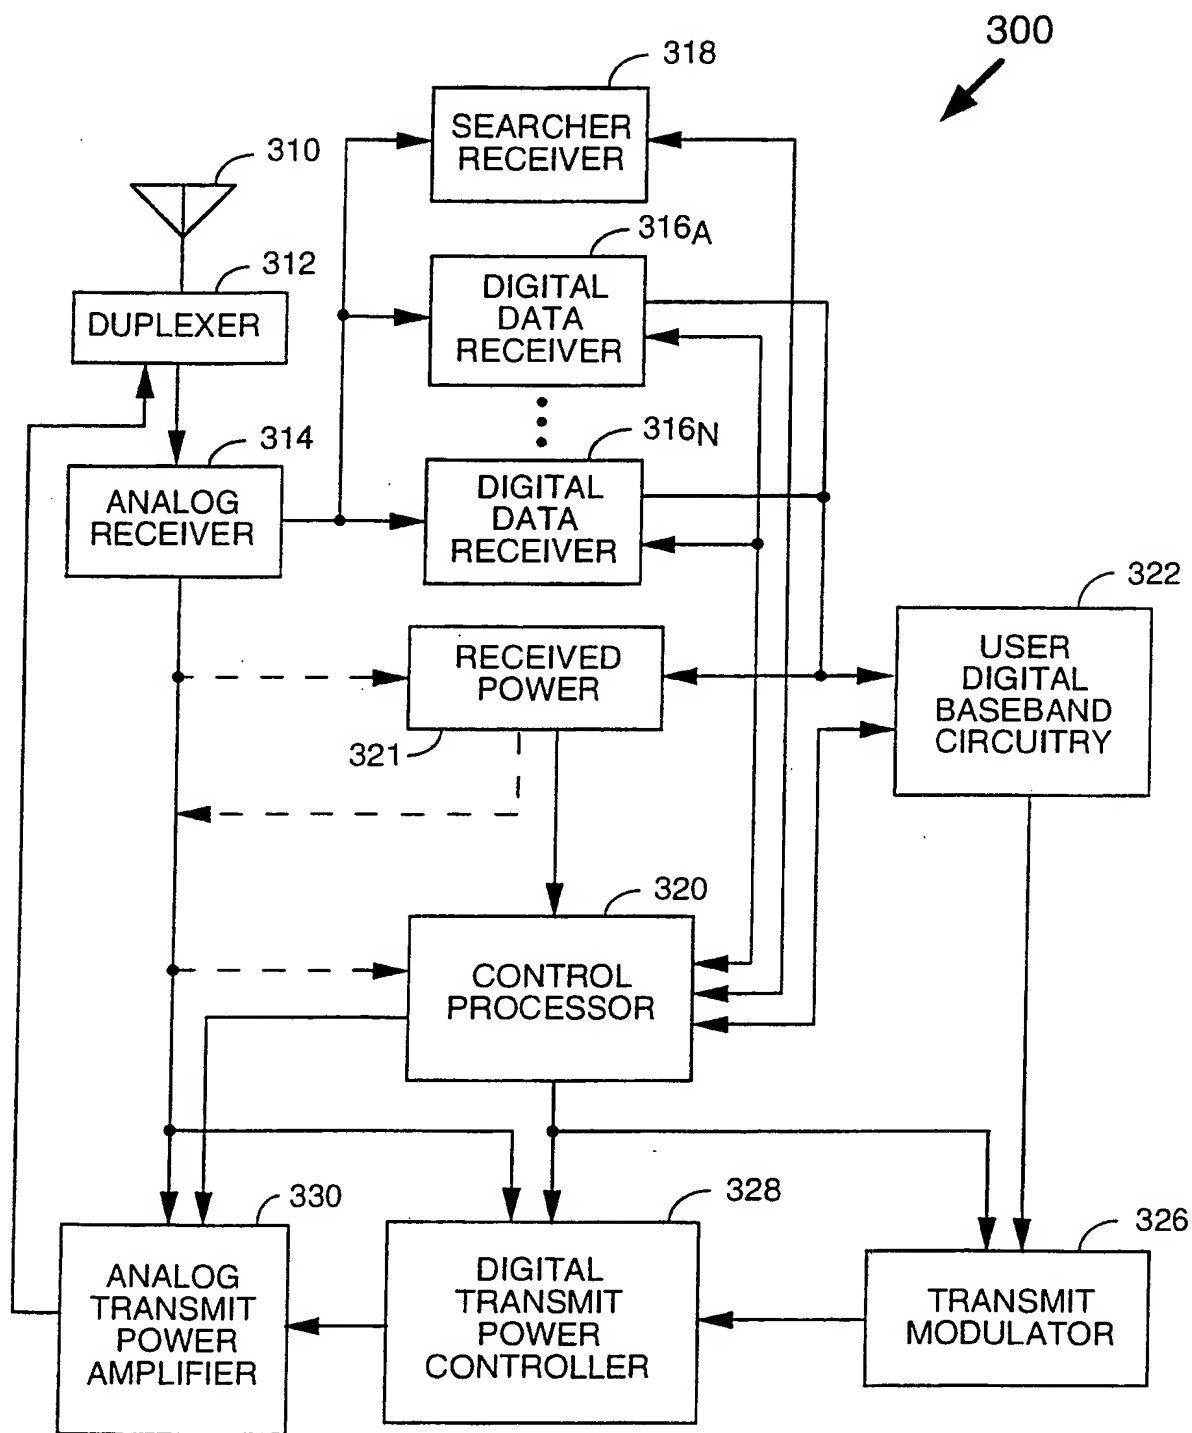 300
318
SEARCHER
RECEIVER
310
316A
312
DIGITAL
DATA
RECEIVER
DUPLEXER
316N
314
DIGITAL
DATA
RECEIVER
ANALOG
RECEIVER
322
USER
DIGITAL
BASEBAND
CIRCUITRY
RECEIVED
POWER
321
320
CONTROL
PROCESSOR
330
328
326
ANALOG
TRANSMIT
POWER
AMPLIFIER
DIGITAL
TRANSMIT
POWER
CONTROLLER
TRANSMIT
MODULATOR